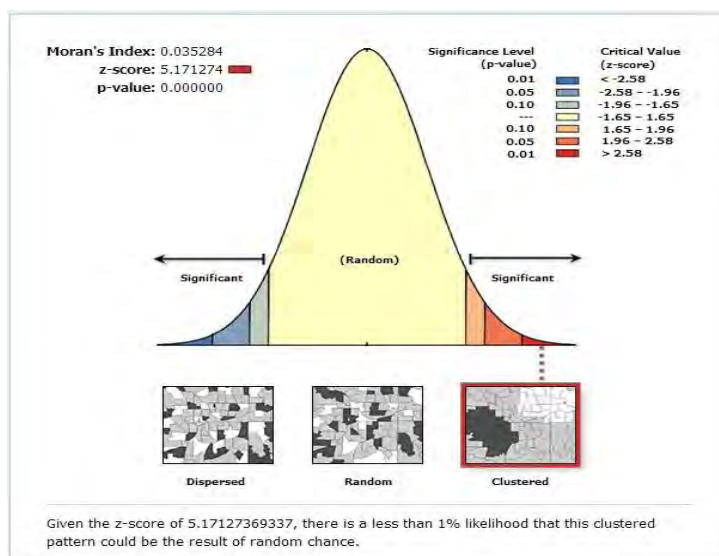 Moran's Index: 0.035284
z-score: 5.171274
p-value: 0.000000
Significance Level
(p-value)
0.01
0.05
0.10
---
0.10
0.05
0.01
Critical Value
(z-score)
< -2.58
-2.58 – -1.96
-1.96 – -1.65
-1.65 – 1.65
1.65 – 1.96
1.96 – 2.58
> 2.58
(Random)
Significant
Significant
Dispersed
Random
Clustered
Given the z-score of 5.17127369337, there is a less than 1% likelihood that this clustered
pattern could be the result of random chance.